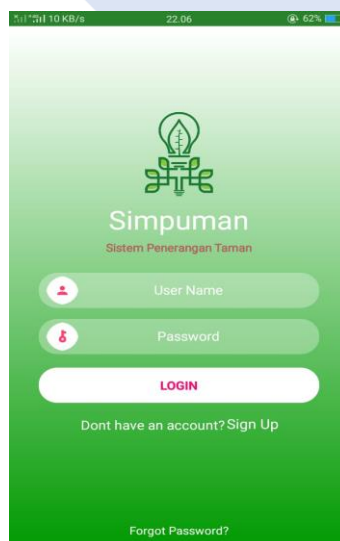 10 KB/s 22.06 62%
Simpuman
Sistem Penerangan Taman
User Name
Password
LOGIN
Dont have an account? Sign Up
Forgot Password?